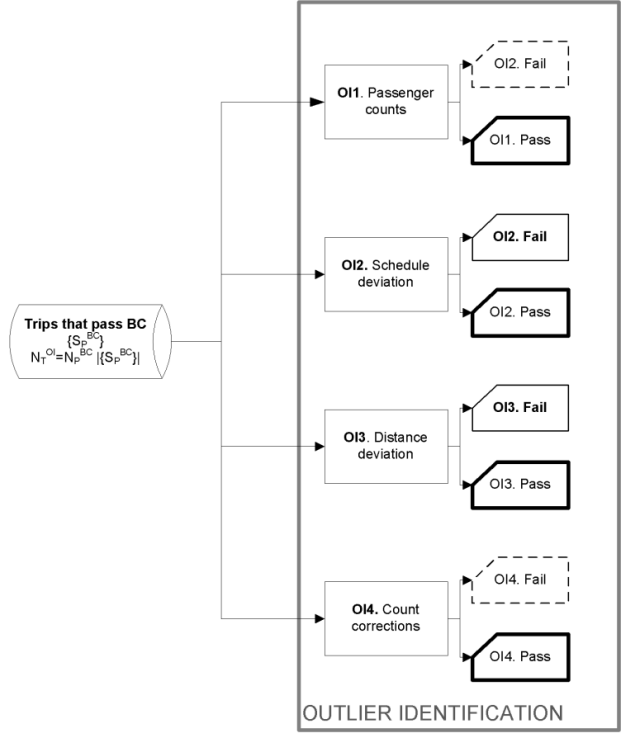 OI2. Fail
OI1. Passenger
counts
OI1. Pass
OI2. Fail
OI2. Schedule
deviation
OI2. Pass
Trips that pass BC
{S_P^BC}
N_T^OI=N_P^BC |{S_P^BC}|
OI3. Fail
OI3. Distance
deviation
OI3. Pass
OI4. Fail
OI4. Count
corrections
OI4. Pass
OUTLIER IDENTIFICATION